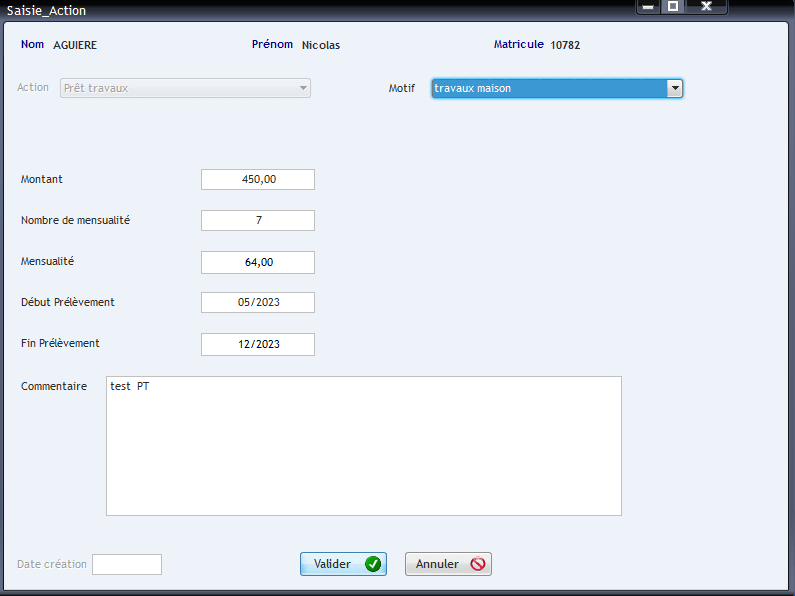 Saisie_Action
Nom AGUIERE Prénom Nicolas Matricule 10782
Action Prêt travaux Motif travaux maison
Montant 450,00
Nombre de mensualité 7
Mensualité 64,00
Début Prélèvement 05/2023
Fin Prélèvement 12/2023
Commentaire test PT
Date création Valider Annuler